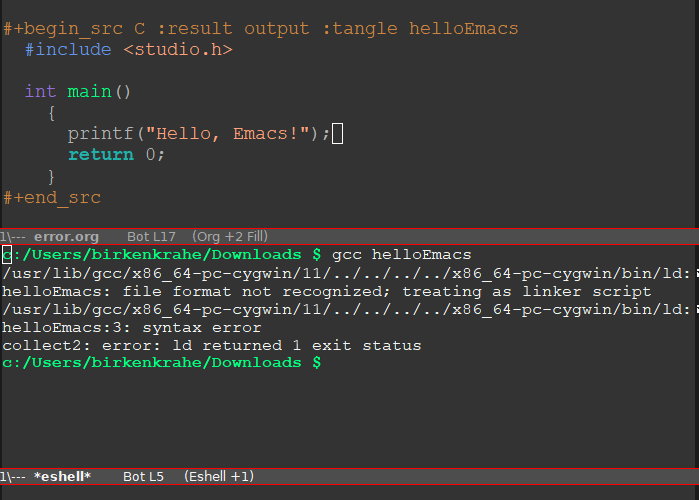 #+begin_src C :result output :tangle helloEmacs
#include <studio.h>
int main()
{
printf("Hello, Emacs!");
return 0;
}
#+end_src
1\--- error.org Bot L17 (Org +2 Fill)
c:/Users/birkenkrahe/Downloads $ gcc helloEmacs
/usr/lib/gcc/x86_64-pc-cygwin/11/../../../../x86_64-pc-cygwin/bin/ld:
helloEmacs: file format not recognized; treating as linker script
/usr/lib/gcc/x86_64-pc-cygwin/11/../../../../x86_64-pc-cygwin/bin/ld:
helloEmacs:3: syntax error
collect2: error: ld returned 1 exit status
c:/Users/birkenkrahe/Downloads $
1\--- *eshell* Bot L5 (Eshell +1)